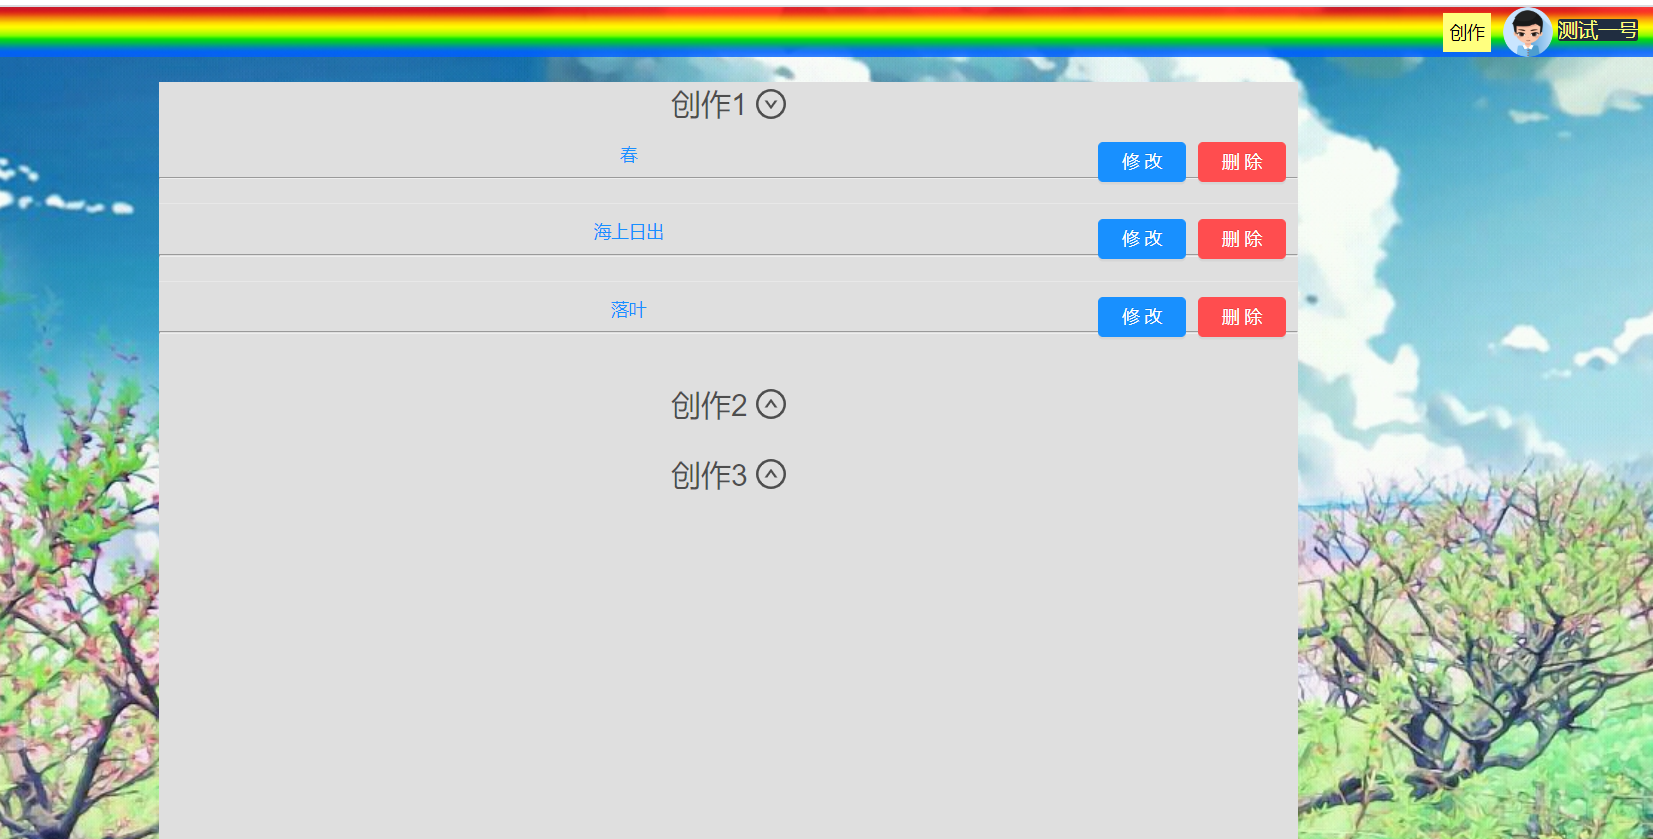 创作 测试一号
创作1
春 修改 删除
海上日出 修改 删除
落叶 修改 删除
创作2
创作3